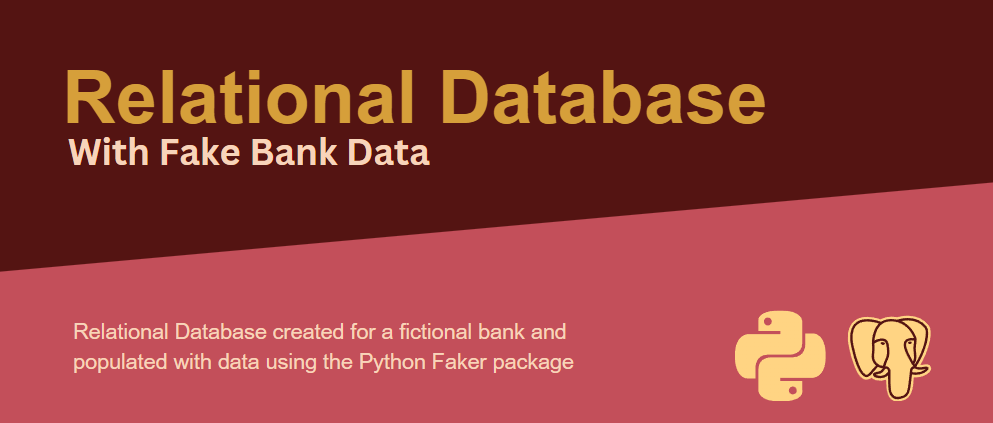 Relational Database
With Fake Bank Data
Relational Database created for a fictional bank and
populated with data using the Python Faker package